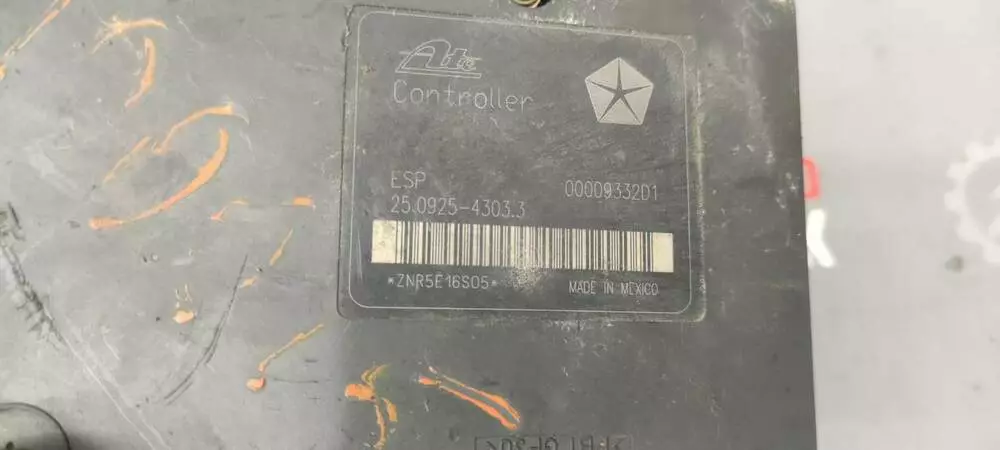 Ate
Controller
ESP 00009332D1
25.0925-4303.3
*ZNR5E16S05*
MADE IN MEXICO